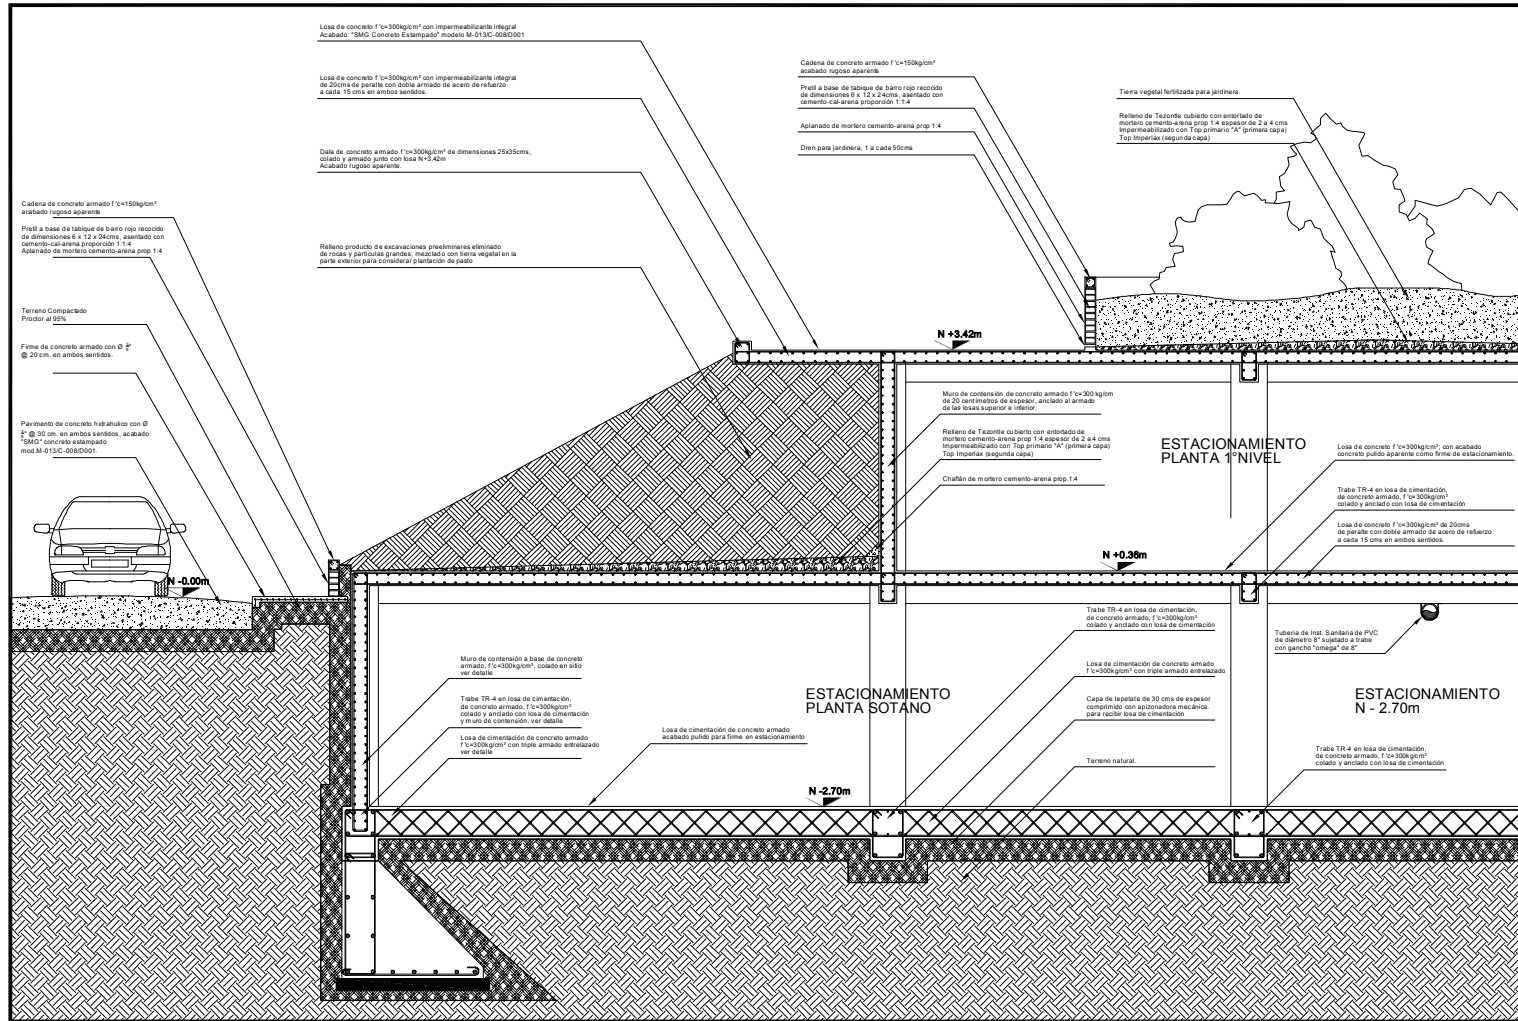 Losa de concreto f 'c=300kg/cm² con impermeabilizante integral
Acabado: "SMG Concreto Estampado" modelo M-013/C-008/D001
Losa de concreto f 'c=300kg/cm² con impermeabilizante integral
de 20cms de peralte con doble armado de acero de refuerzo
a cada 15 cms en ambos sentidos.
Dala de concreto armado f 'c=300kg/cm² de dimensiones 25x35cms,
colado y armado junto con losa N+3.42m
Acabado rugoso aparente.
Relleno producto de excavaciones preeliminares eliminado
de rocas y particulas grandes, mezclado con tierra vegetal en la
parte exterior para considerar plantación de pasto
Cadena de concreto armado f 'c=150kg/cm²
acabado rugoso aparente
Pretil a base de tabique de barro rojo recocido
de dimensiones 6 x 12 x 24cms, asentado con
cemento-cal-arena proporción 1:1:4
Aplanado de mortero cemento-arena prop 1:4
Dren para jardinera, 1 a cada 50cms
Tierra vegetal fertilizada para jardinera.
Relleno de Tezontle cubierto con entortado de
mortero cemento-arena prop 1:4 espesor de 2 a 4 cms
Impermeabilizado con Top primario "A" (primera capa)
Top Imperlax (segunda capa)
Cadena de concreto armado f 'c=150kg/cm²
acabado rugoso aparente
Pretil a base de tabique de barro rojo recocido
de dimensiones 6 x 12 x 24cms, asentado con
cemento-cal-arena proporción 1:1:4
Aplanado de mortero cemento-arena prop 1:4
Terreno Compactado
Proctor al 95%
Firme de concreto armado con Ø
@ 20 cm. en ambos sentidos.
Pavimento de concreto hidrahulico con Ø
@ 30 cm. en ambos sentidos, acabado
"SMG" concreto estampado
mod.M-013/C-008/D001.
N -0.00m
N +3.42m
Muro de contensión de concreto armado f 'c=300 kg/cm
de 20 centimetros de espesor, anclado al armado
de las losas superior e inferior.
Relleno de Tezontle cubierto con entortado de
mortero cemento-arena prop 1:4 espesor de 2 a 4 cms
Impermeabilizado con Top primario "A" (primera capa)
Top Imperlax (segunda capa)
Chaflán de mortero cemento-arena prop.1:4
ESTACIONAMIENTO
PLANTA 1°NIVEL
Losa de concreto f 'c=300kg/cm²; con acabado
concreto pulido aparente como firme de estacionamiento.
Trabe TR-4 en losa de cimentación,
de concreto armado, f 'c=300kg/cm²
colado y anclado con losa de cimentación
Losa de concreto f 'c=300kg/cm² de 20cms
de peralte con doble armado de acero de refuerzo
a cada 15 cms en ambos sentidos.
N +0.36m
Muro de contensión a base de concreto
armado, f 'c=300kg/cm², colado en sitio
ver detalle
Trabe TR-4 en losa de cimentación,
de concreto armado, f 'c=300kg/cm²
colado y anclado con losa de cimentación
y muro de contensión. ver detalle
Losa de cimentación de concreto armado
f 'c=300kg/cm² con triple armado entrelazado
ver detalle
Losa de cimentación de concreto armado
acabado pulido para firme en estacionamiento
ESTACIONAMIENTO
PLANTA SOTANO
N -2.70m
Trabe TR-4 en losa de cimentación,
de concreto armado, f 'c=300kg/cm²
colado y anclado con losa de cimentación
Losa de cimentación de concreto armado
f 'c=300kg/cm² con triple armado entrelazado
Capa de tepetate de 30 cms de espesor
comprimido con apizonadora mecánica.
para recibir losa de cimentación
Terreno natural.
Tuberia de Inst. Sanitaria de PVC
de diámetro 8" sujetado a trabe
con gancho "omega" de 8"
ESTACIONAMIENTO
N - 2.70m
Trabe TR-4 en losa de cimentación,
de concreto armado, f 'c=300kg/cm²
colado y anclado con losa de cimentación